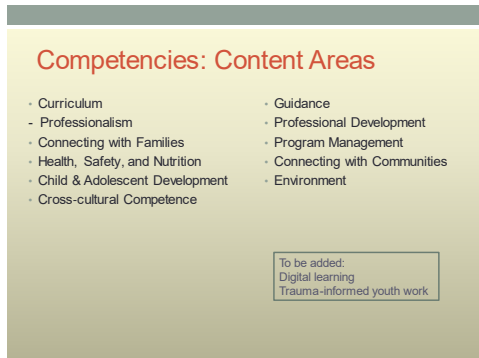 Competencies: Content Areas
• Curriculum
- Professionalism
• Connecting with Families
• Health, Safety, and Nutrition
• Child & Adolescent Development
• Cross-cultural Competence
• Guidance
• Professional Development
• Program Management
• Connecting with Communities
• Environment
To be added:
Digital learning
Trauma-informed youth work